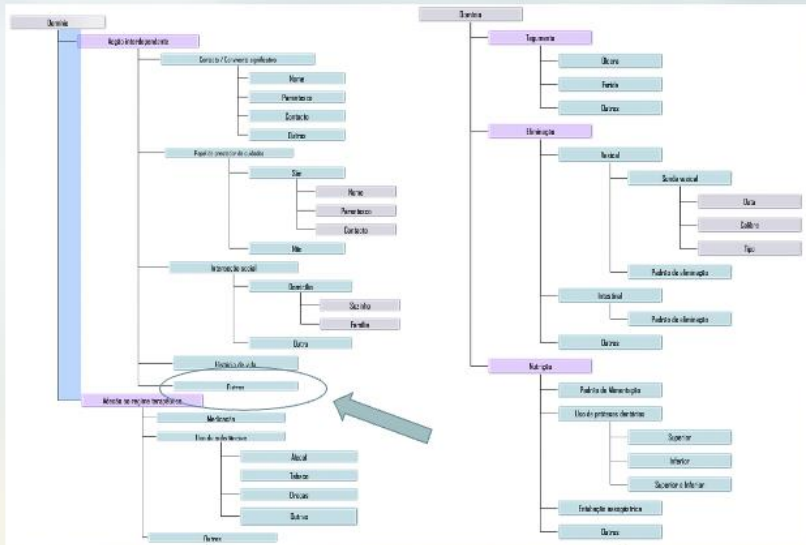 Domínio
Acção interdependente
Contacto / Convivente significativo
Nome
Parentesco
Contacto
Outros
Papel de prestador de cuidados
Sim
Nome
Parentesco
Contacto
Não
Interacção social
Domicílio
Sozinho
Família
Outro
História de vida
Outros
Adesão ao regime terapêutico
Medicação
Uso de substâncias
Álcool
Tabaco
Drogas
Outros
Outros
Domínio
Tegumento
Úlcera
Ferida
Outros
Eliminação
Vesical
Sonda vesical
Data
Calibre
Tipo
Padrão de eliminação
Intestinal
Padrão de eliminação
Outros
Nutrição
Padrão de Alimentação
Uso de próteses dentárias
Superior
Inferior
Superior e Inferior
Entubação nasogástrica
Outros